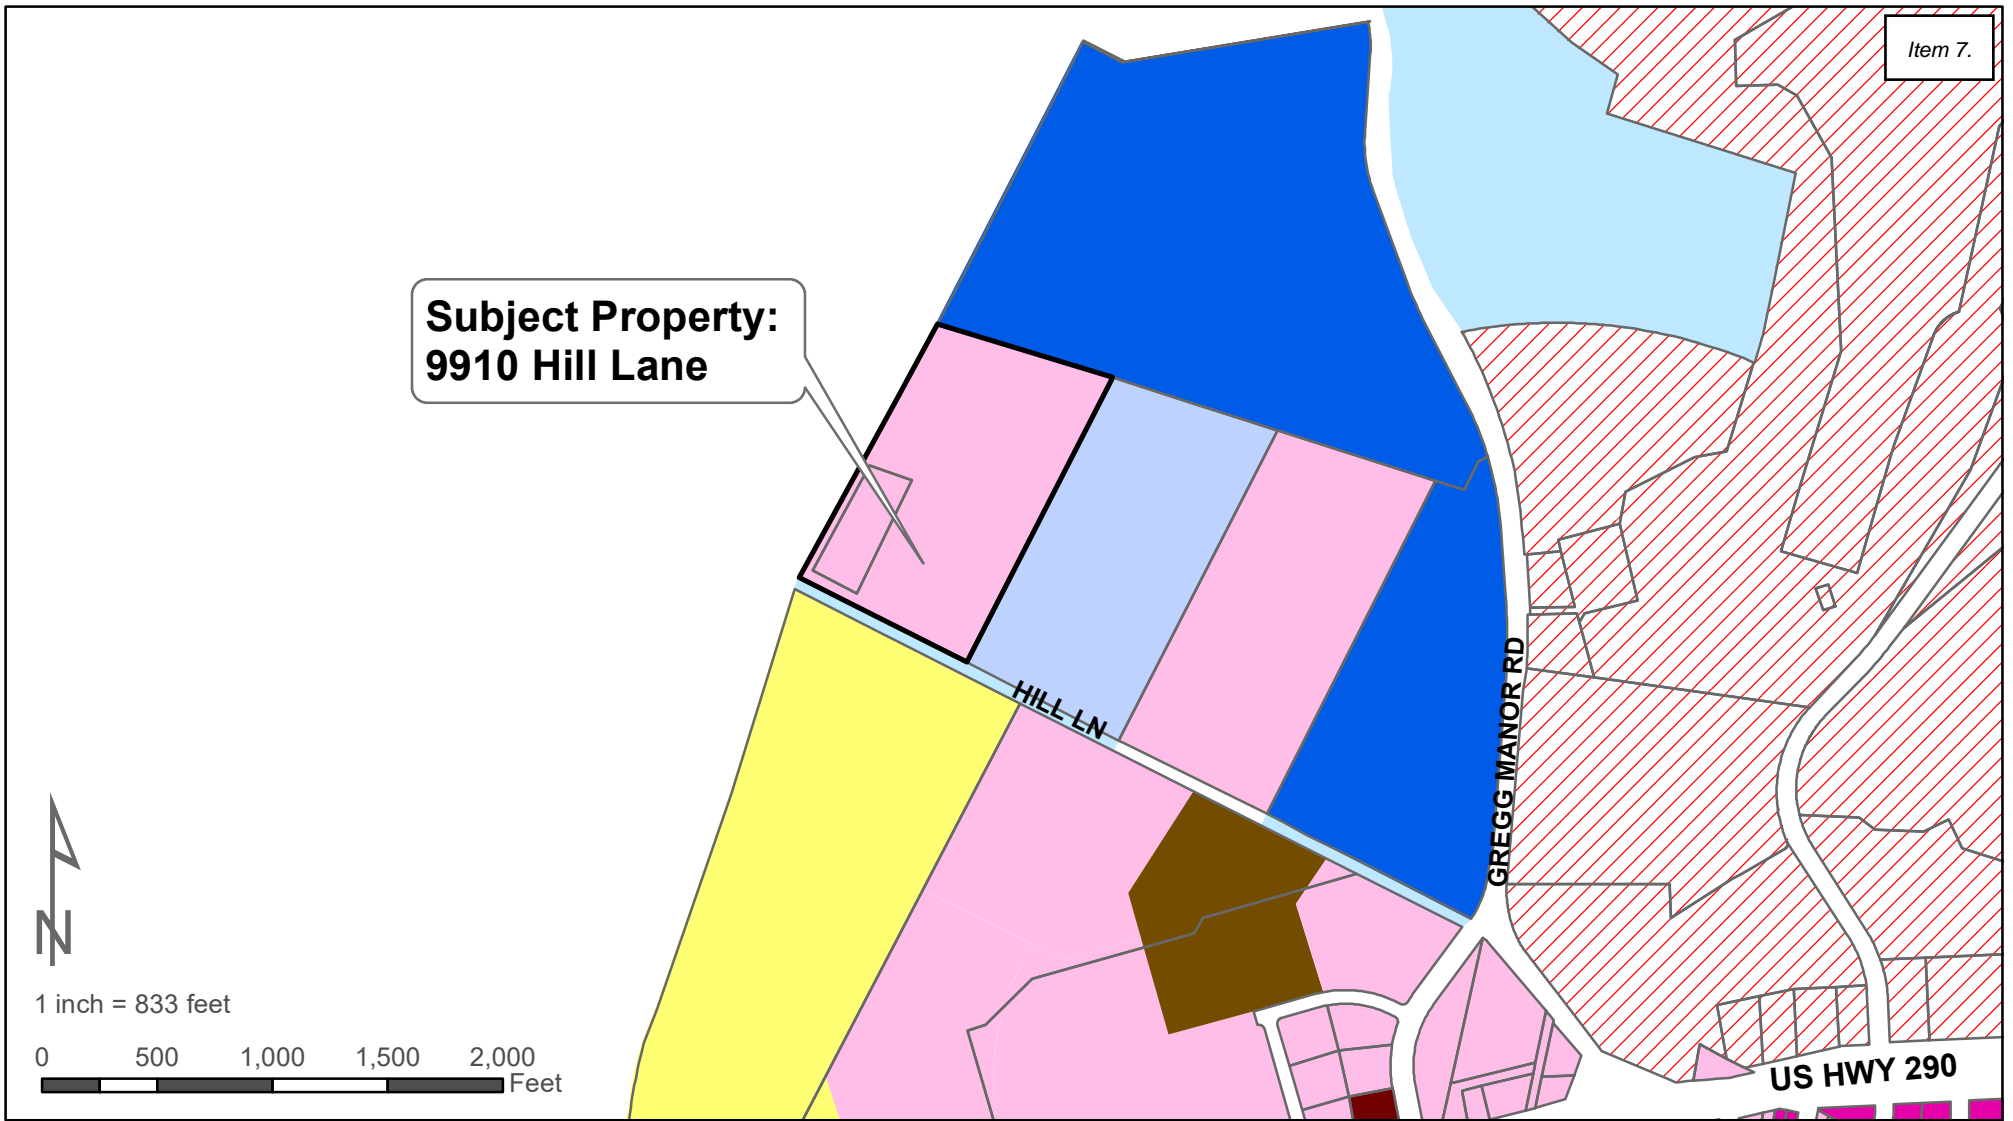 Item 7.
Subject Property:
9910 Hill Lane
HILL LN
GREGG MANOR RD
N
1 inch = 833 feet
0 500 1,000 1,500 2,000
Feet
US HWY 290